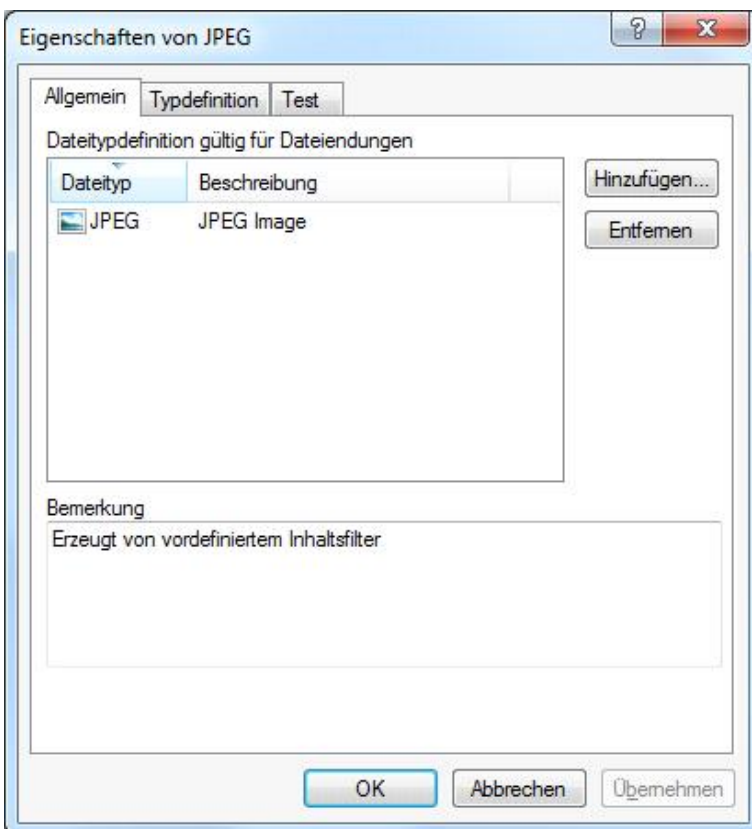 Eigenschaften von JPEG
?
X
Allgemein Typdefinition Test
Dateitypdefinition gültig für Dateiendungen
Dateityp Beschreibung
Hinzufügen...
JPEG JPEG Image
Entfernen
Bemerkung
Erzeugt von vordefiniertem Inhaltsfilter
OK Abbrechen Übernehmen